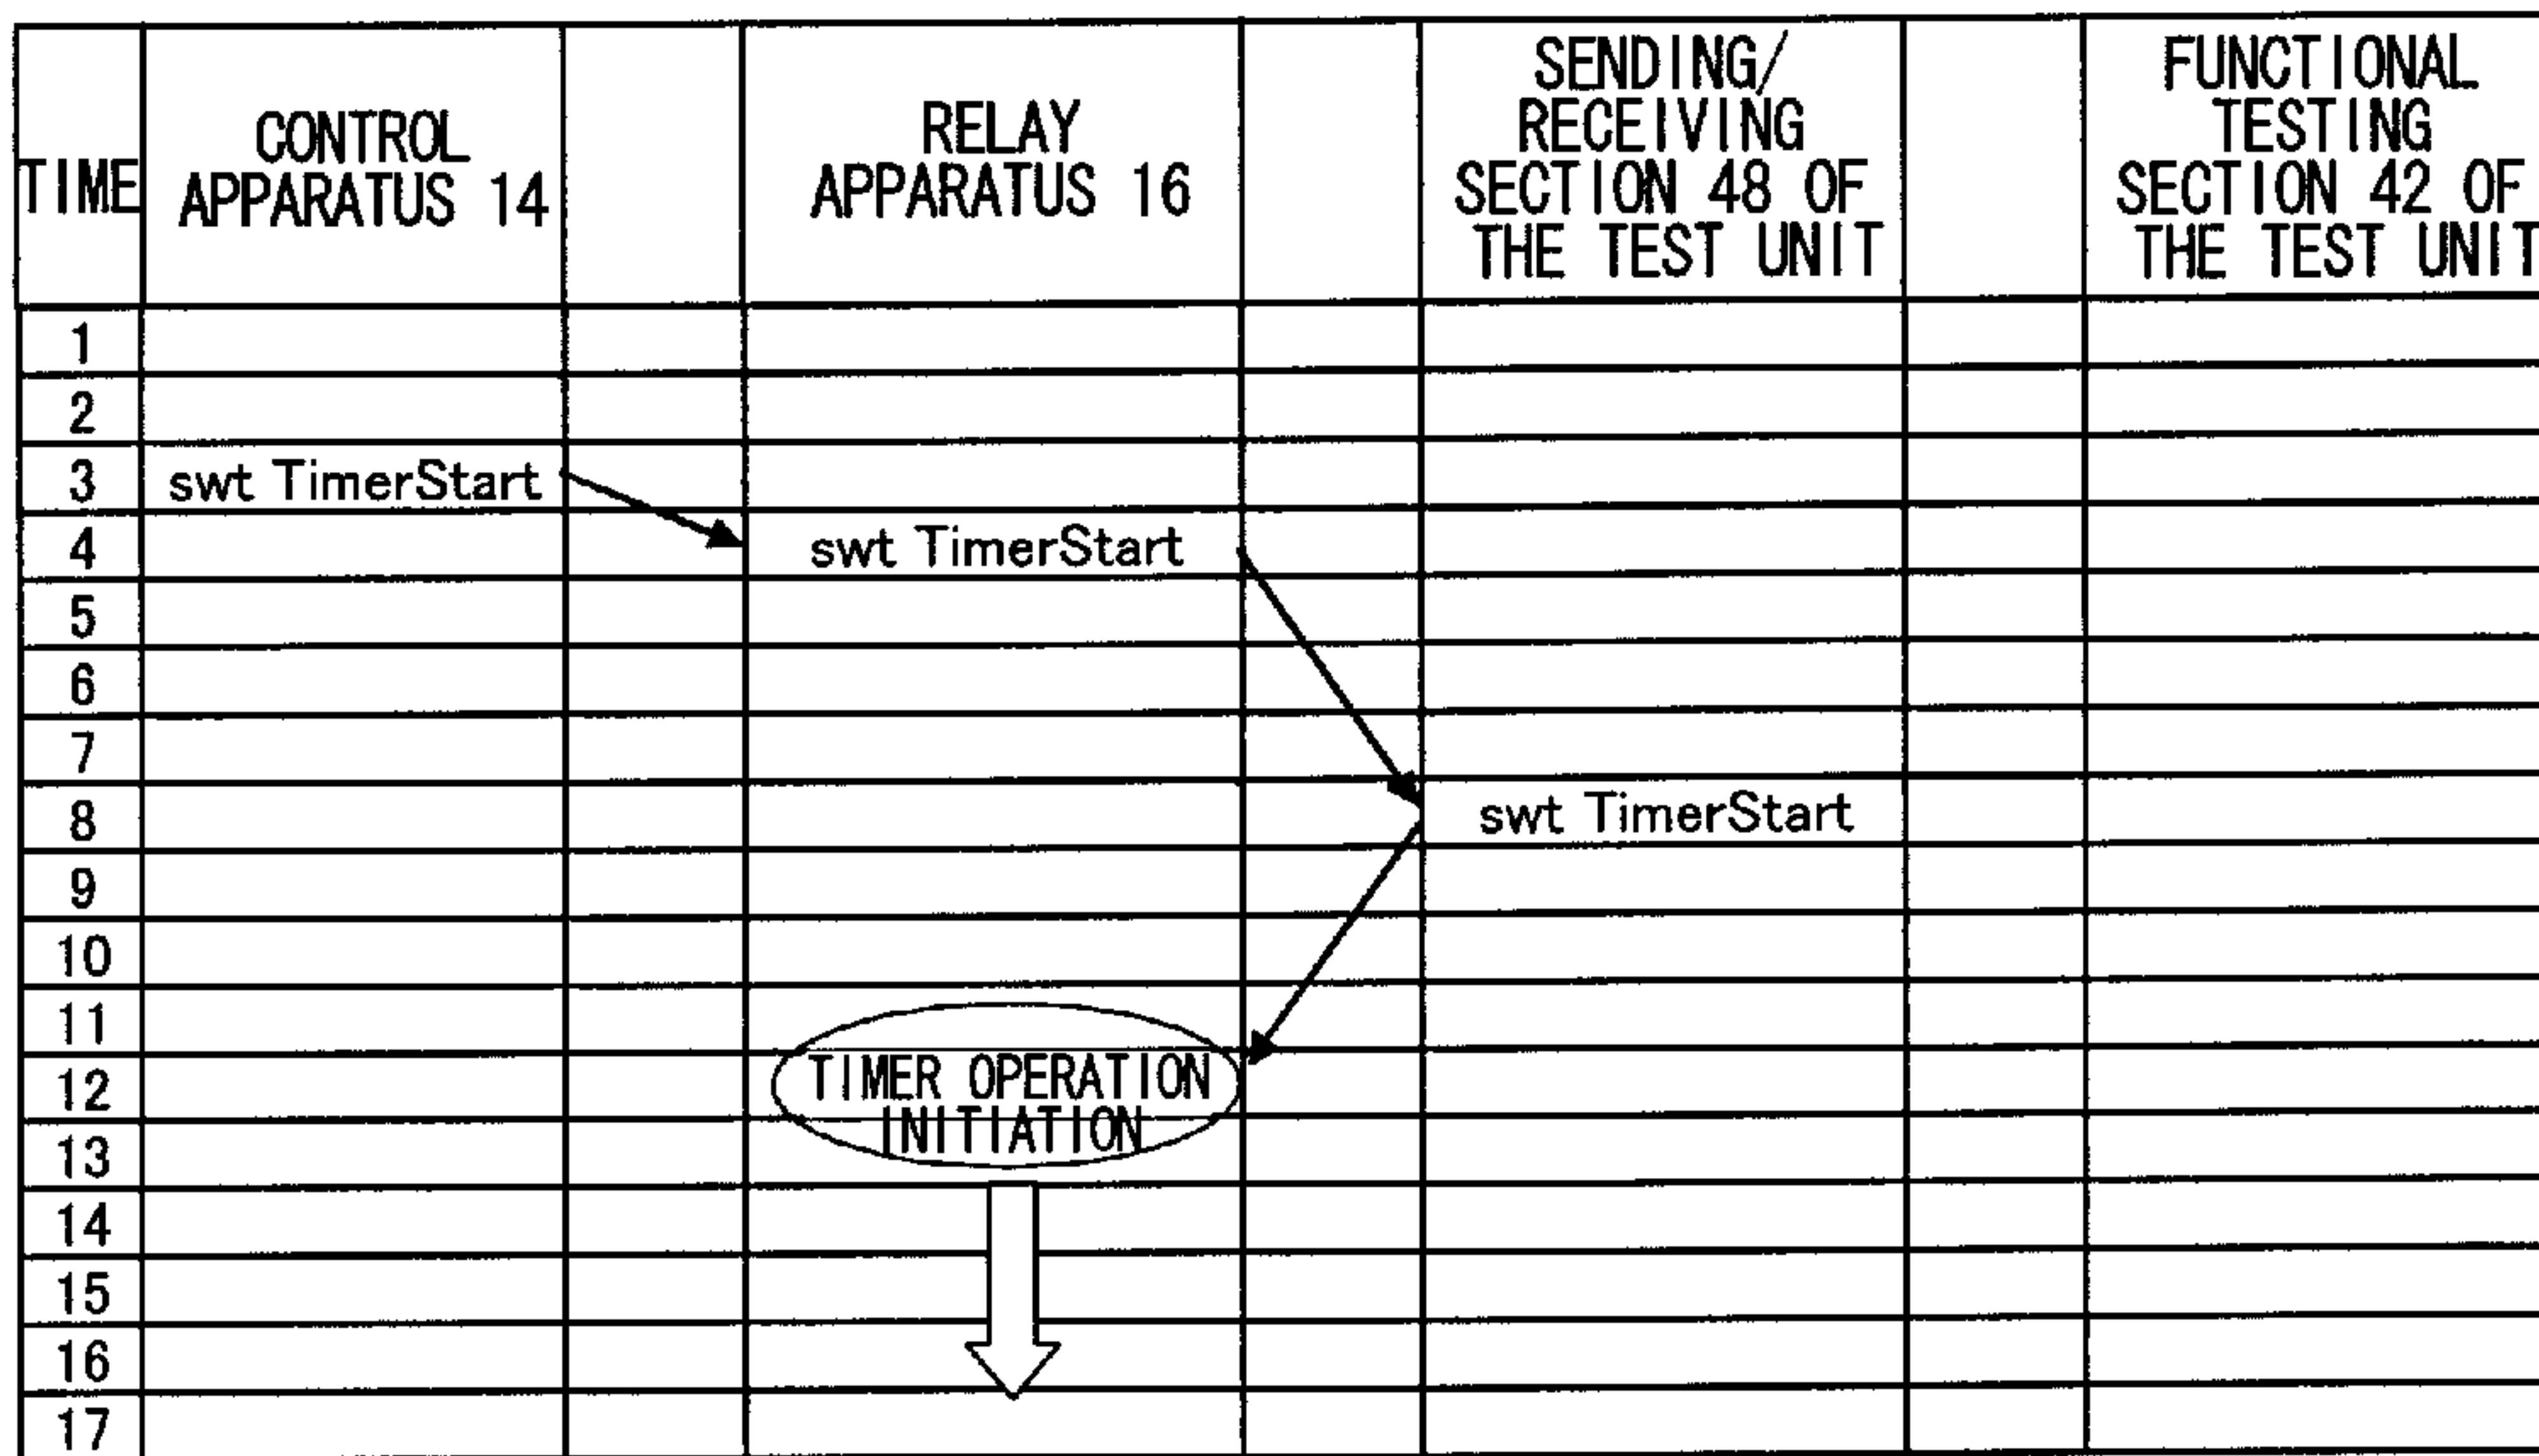 TIME
CONTROL
APPARATUS 14
RELAY
APPARATUS 16
SENDING/
RECEIVING
SECTION 48 OF
THE TEST UNIT
FUNCTIONAL
TESTING
SECTION 42 OF
THE TEST UNIT
1
2
3 swt TimerStart
4 swt TimerStart
5
6
7
8 swt TimerStart
9
10
11
12 TIMER OPERATION
INITIATION
13
14
15
16
17